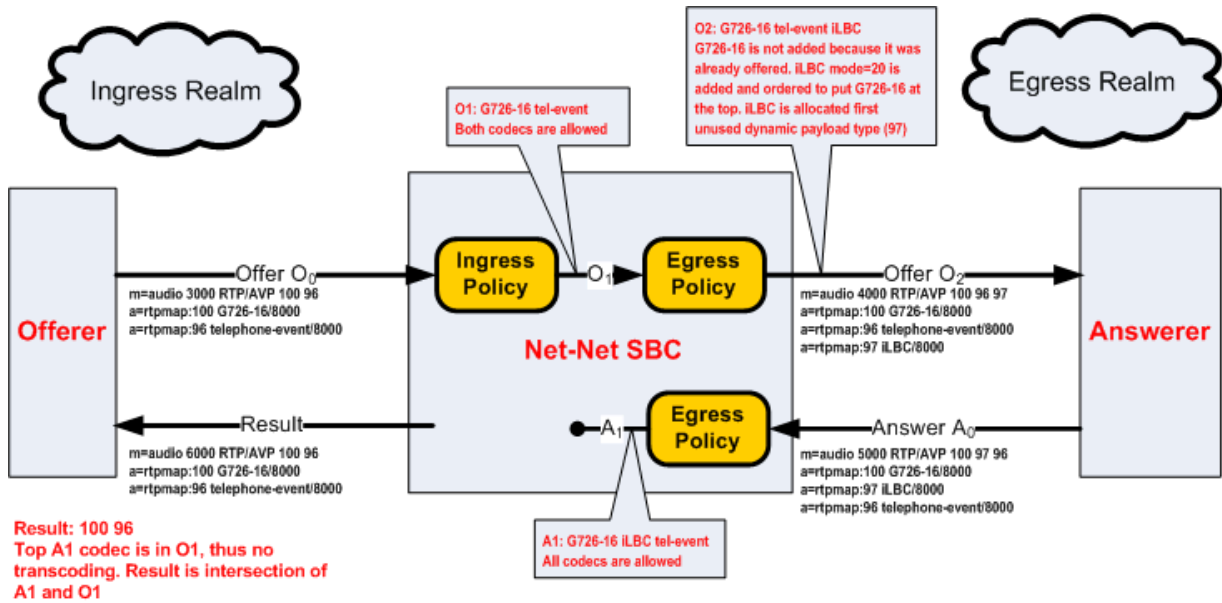 Ingress Realm
O1: G726-16 tel-event
Both codecs are allowed
O2: G726-16 tel-event iLBC
G726-16 is not added because it was
already offered. iLBC mode=20 is
added and ordered to put G726-16 at
the top. iLBC is allocated first
unused dynamic payload type (97)
Egress Realm
Offerer
Offer O0
m=audio 3000 RTP/AVP 100 96
a=rtpmap:100 G726-16/8000
a=rtpmap:96 telephone-event/8000
Ingress
Policy
O1
Egress
Policy
Net-Net SBC
Offer O2
m=audio 4000 RTP/AVP 100 96 97
a=rtpmap:100 G726-16/8000
a=rtpmap:96 telephone-event/8000
a=rtpmap:97 iLBC/8000
Answerer
Result
m=audio 6000 RTP/AVP 100 96
a=rtpmap:100 G726-16/8000
a=rtpmap:96 telephone-event/8000
A1
Egress
Policy
Answer A0
m=audio 5000 RTP/AVP 100 97 96
a=rtpmap:100 G726-16/8000
a=rtpmap:97 iLBC/8000
a=rtpmap:96 telephone-event/8000
Result: 100 96
Top A1 codec is in O1, thus no
transcoding. Result is intersection of
A1 and O1
A1: G726-16 iLBC tel-event
All codecs are allowed